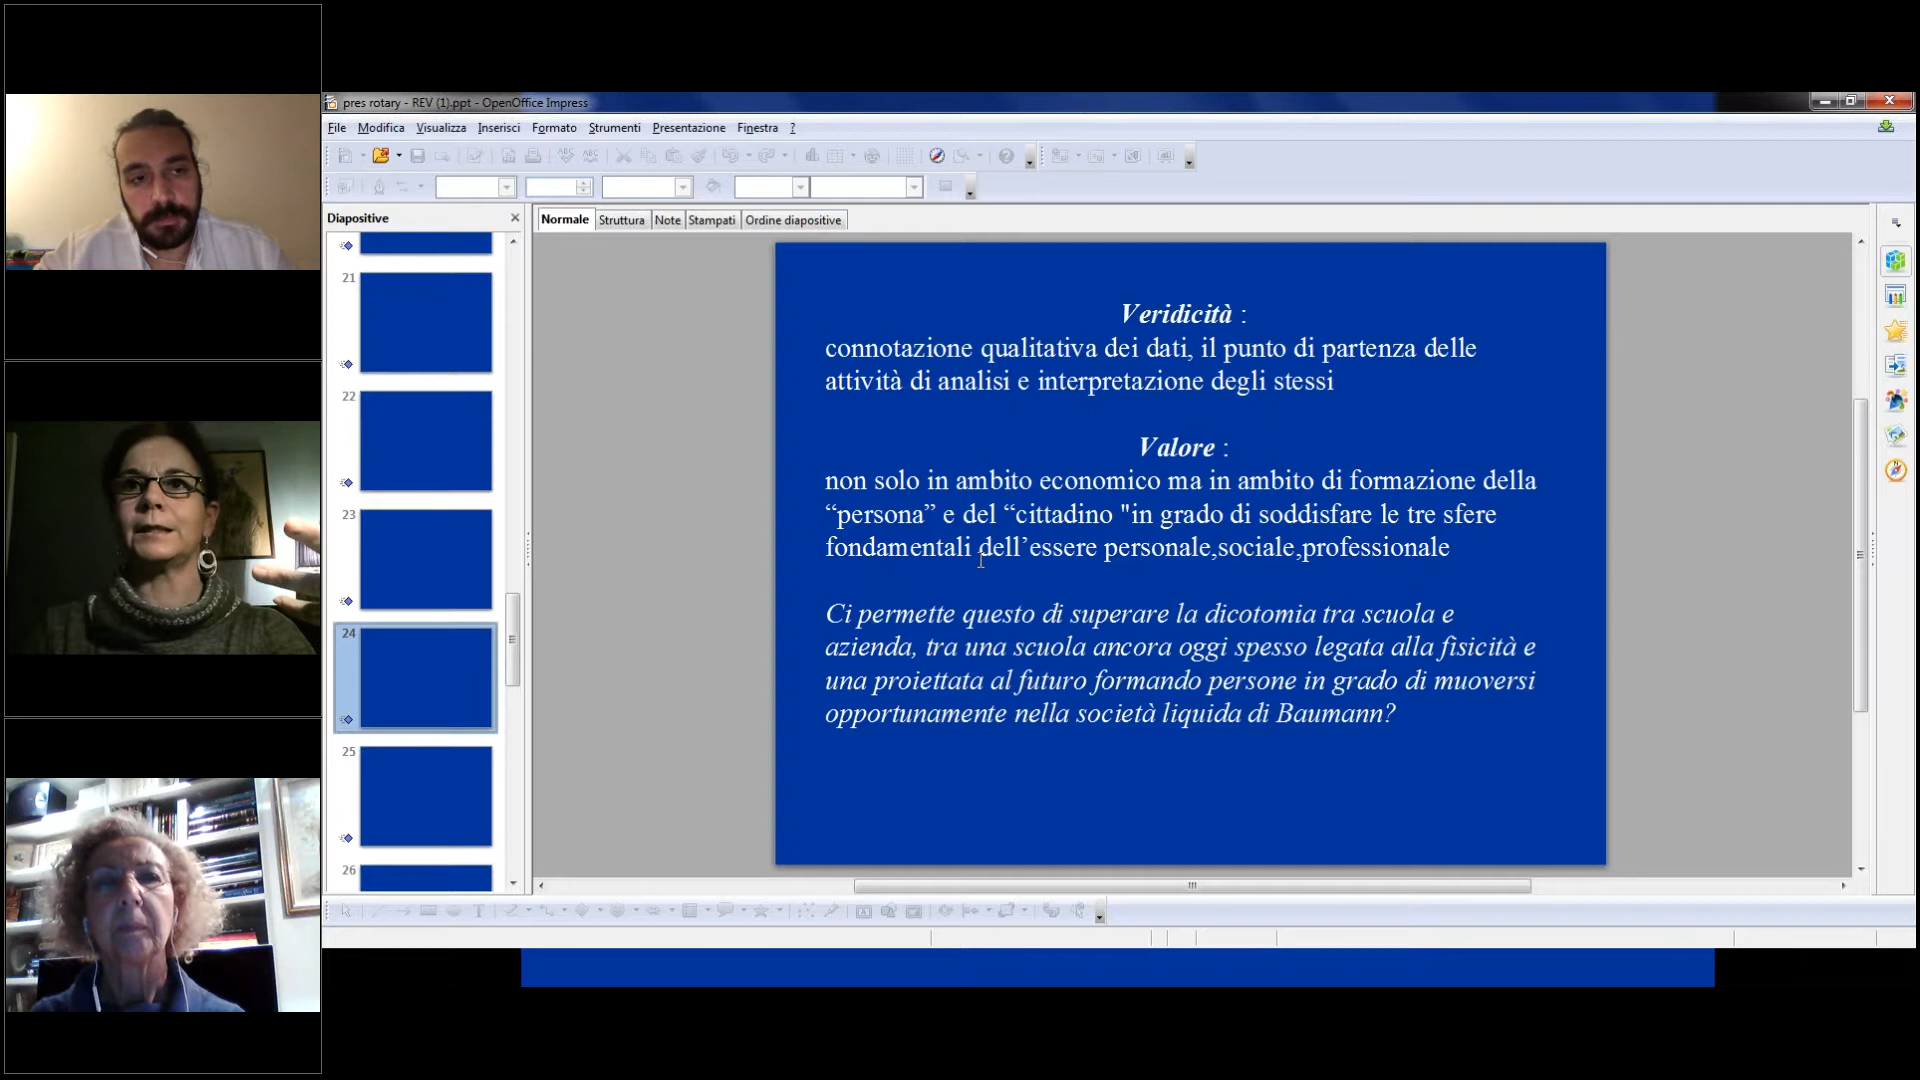 pres rotary - REV (1).ppt - OpenOffice Impress
File Modifica Visualizza Inserisci Formato Strumenti Presentazione Finestra ?
Diapositive
Normale Struttura Note Stampati Ordine diapositive
21
22
23
24
25
26
Veridicità :
connotazione qualitativa dei dati, il punto di partenza delle
attività di analisi e interpretazione degli stessi
Valore :
non solo in ambito economico ma in ambito di formazione della
“persona” e del “cittadino "in grado di soddisfare le tre sfere
fondamentali dell’essere personale,sociale,professionale
Ci permette questo di superare la dicotomia tra scuola e
azienda, tra una scuola ancora oggi spesso legata alla fisicità e
una proiettata al futuro formando persone in grado di muoversi
opportunamente nella società liquida di Baumann?